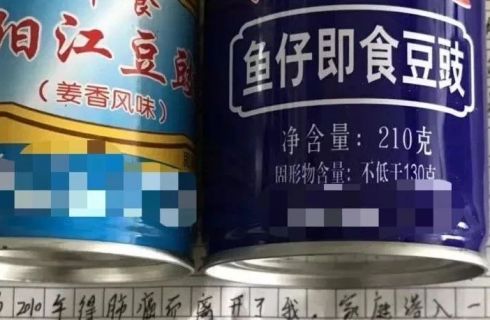 食
阳江豆豉
（姜香风味）
鱼仔即食豆豉
净含量：210克
固形物含量：不低于130克
2010年得肺癌而离开了我，家庭潜入一